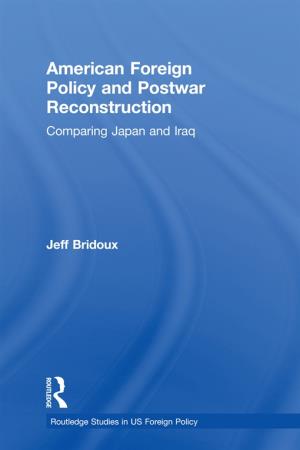 American Foreign
Policy and Postwar
Reconstruction
Comparing Japan and Iraq
Jeff Bridoux
ROUTLEDGE
Routledge Studies in US Foreign Policy